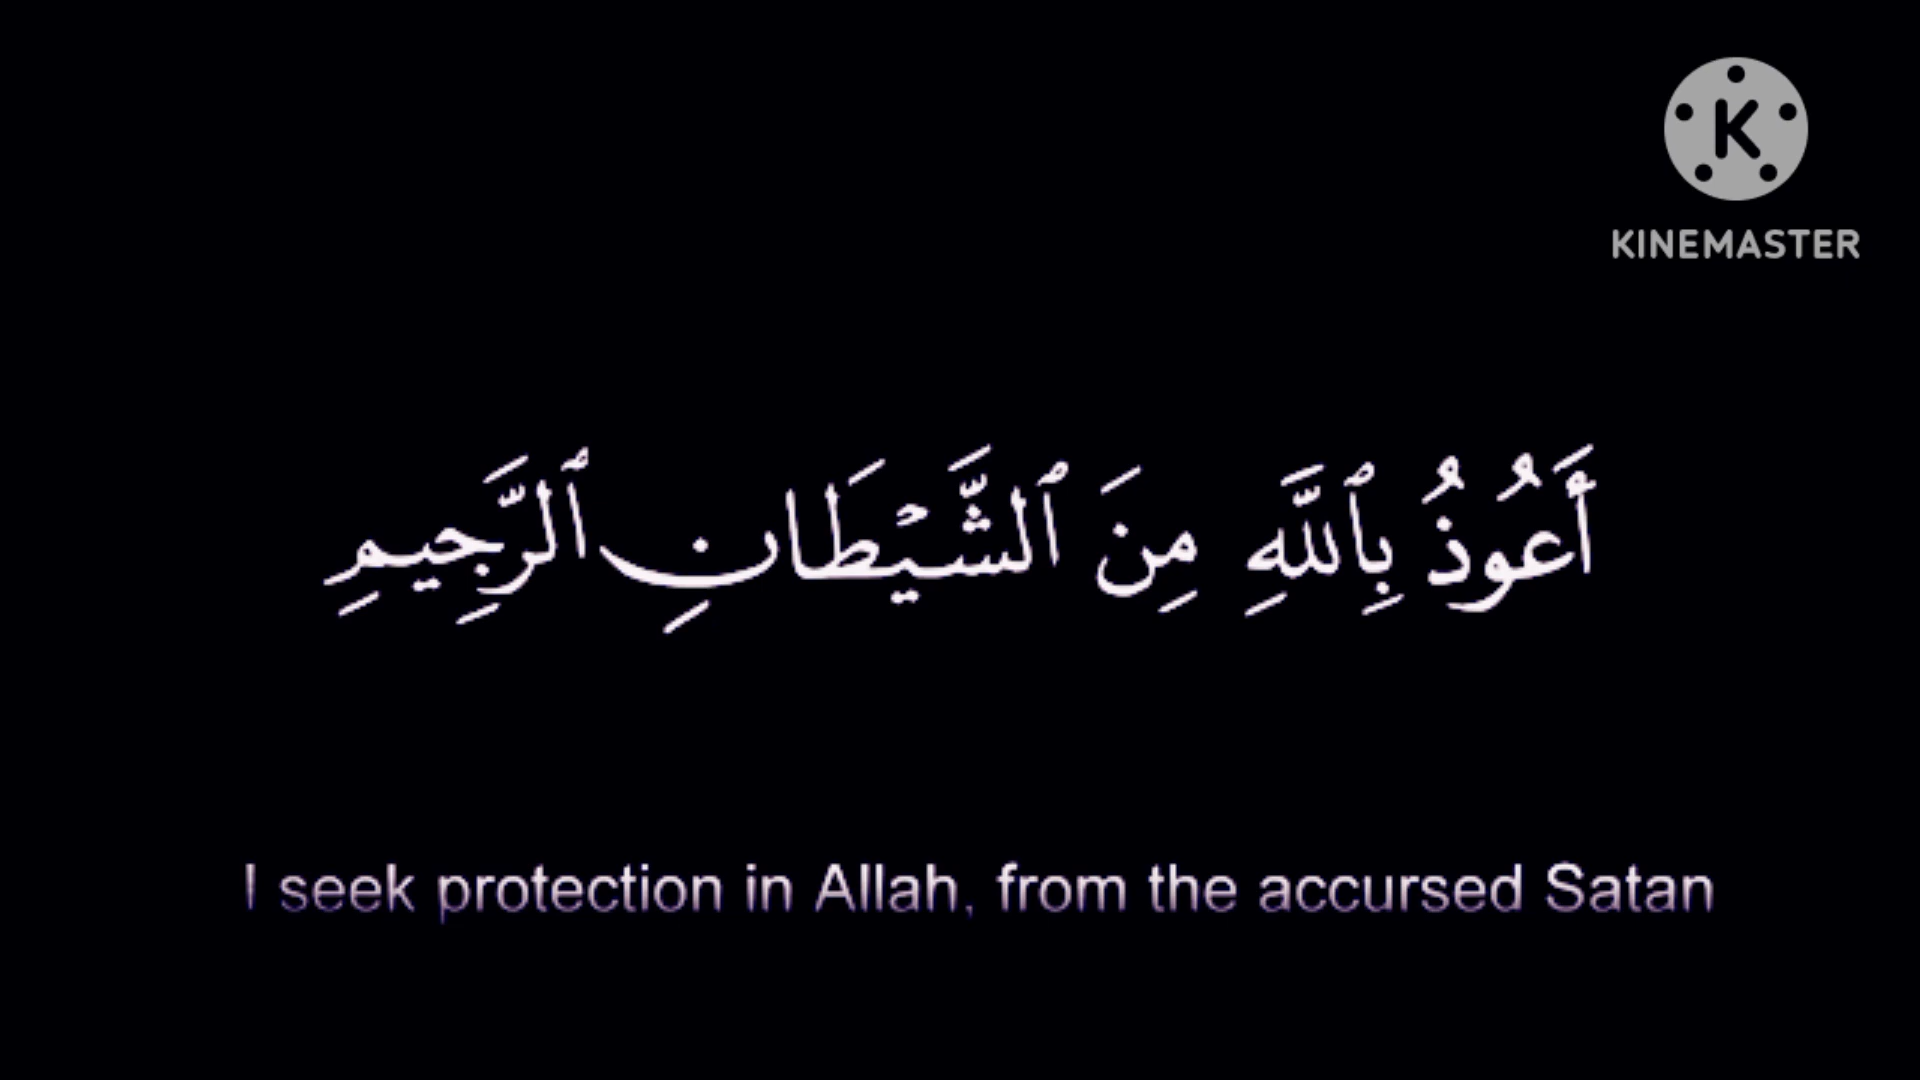 K
KINEMASTER
أَعُوذُ بِٱللَّهِ مِنَ ٱلشَّيۡطَانِ ٱلرَّجِيمِ
I seek protection in Allah, from the accursed Satan